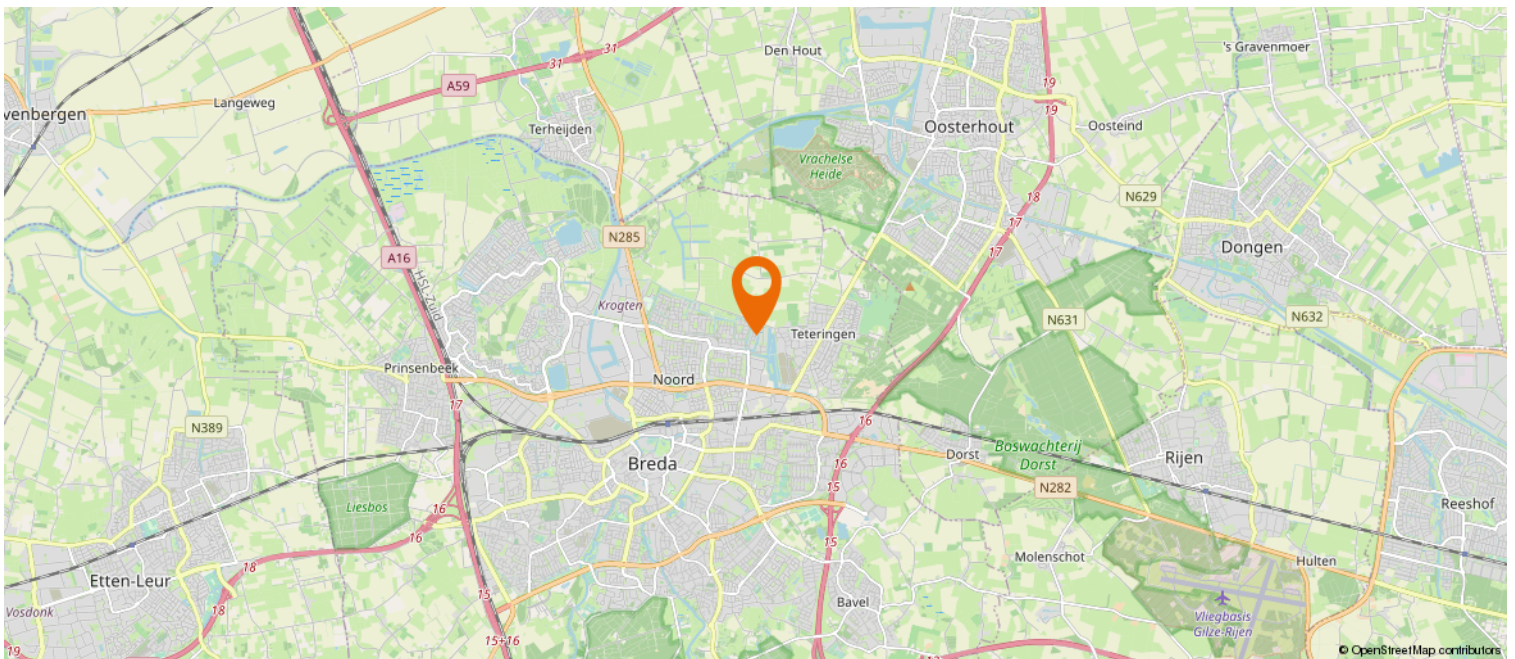 31
Den Hout
's Gravenmoer
31
A59
19
Langeweg
19
venbergen
Oosterhout
Oosteind
Terheijden
Vrachelse
Heide
18
N629
17
N285
Dongen
17
A16
HSL-Zuid
Krogten
N631
N632
Teteringen
Prinsenbeek
Noord
17
16
N389
Boswachterij
Dorst
Dorst
Rijen
Breda
16
N282
15
Reeshof
Liesbos
16
16
15
Molenschot
Hulten
18
Etten-Leur
15
Bavel
18
Vosdonk
Vliegbasis
Gilze-Rijen
15+16
19
© OpenStreetMap contributors